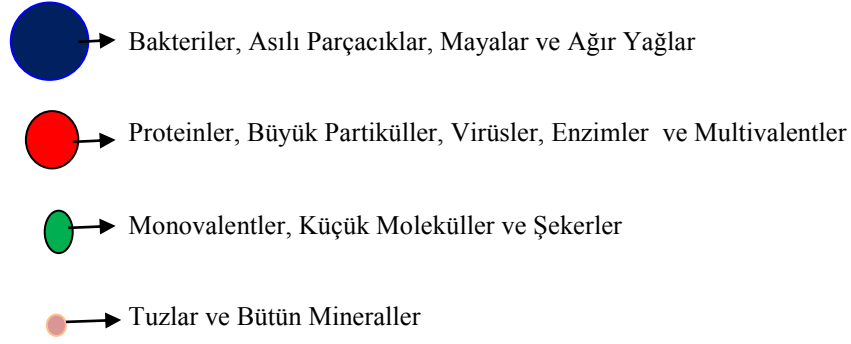 Bakteriler, Asılı Parçacıklar, Mayalar ve Ağır Yağlar
Proteinler, Büyük Partiküller, Virüsler, Enzimler ve Multivalentler
Monovalentler, Küçük Moleküller ve Şekerler
Tuzlar ve Bütün Mineraller